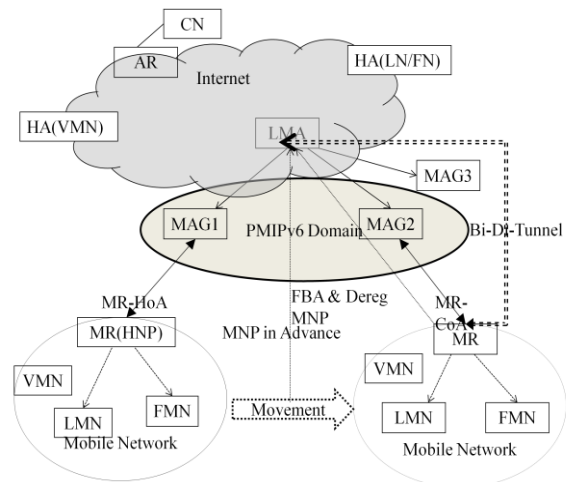 CN
AR
Internet
HA(LN/FN)
HA(VMN)
LMA
MAG3
MAG1
PMIPv6 Domain
MAG2
Bi-Di-Tunnel
MR-HoA
FBA & Dereg
MNP
MNP in Advance
MR-
CoA
MR(HNP)
MR
VMN
LMN
FMN
Mobile Network
Movement
VMN
LMN
FMN
Mobile Network